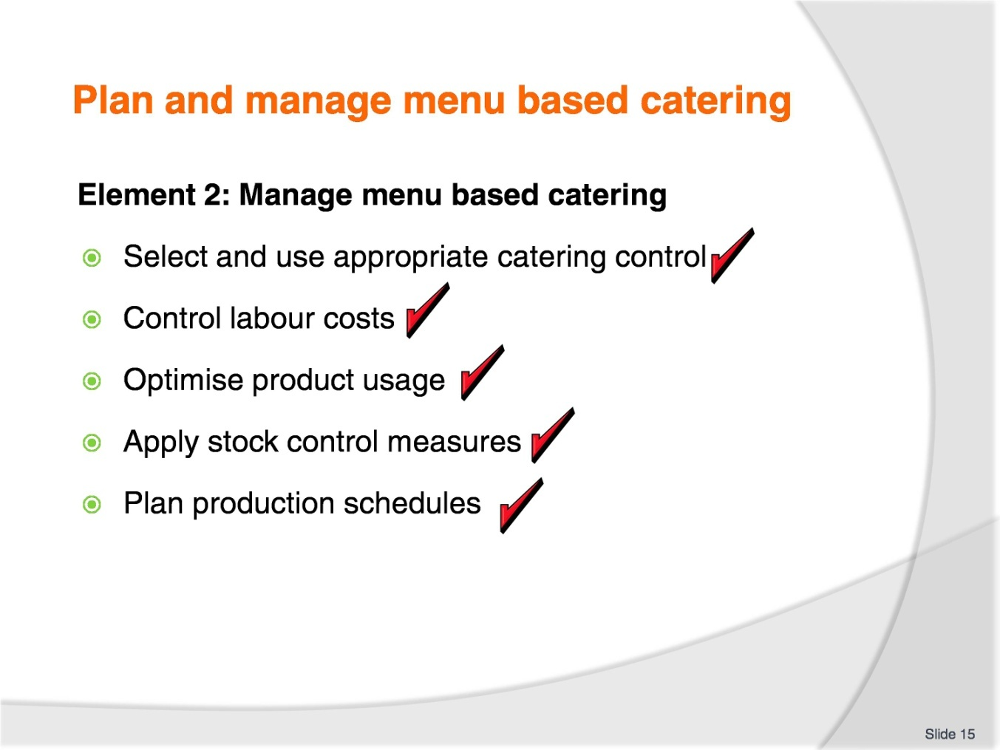 Plan and manage menu based catering
Element 2: Manage menu based catering
Select and use appropriate catering control
Control labour costs
Optimise product usage
Apply stock control measures
Plan production schedules
Slide 15